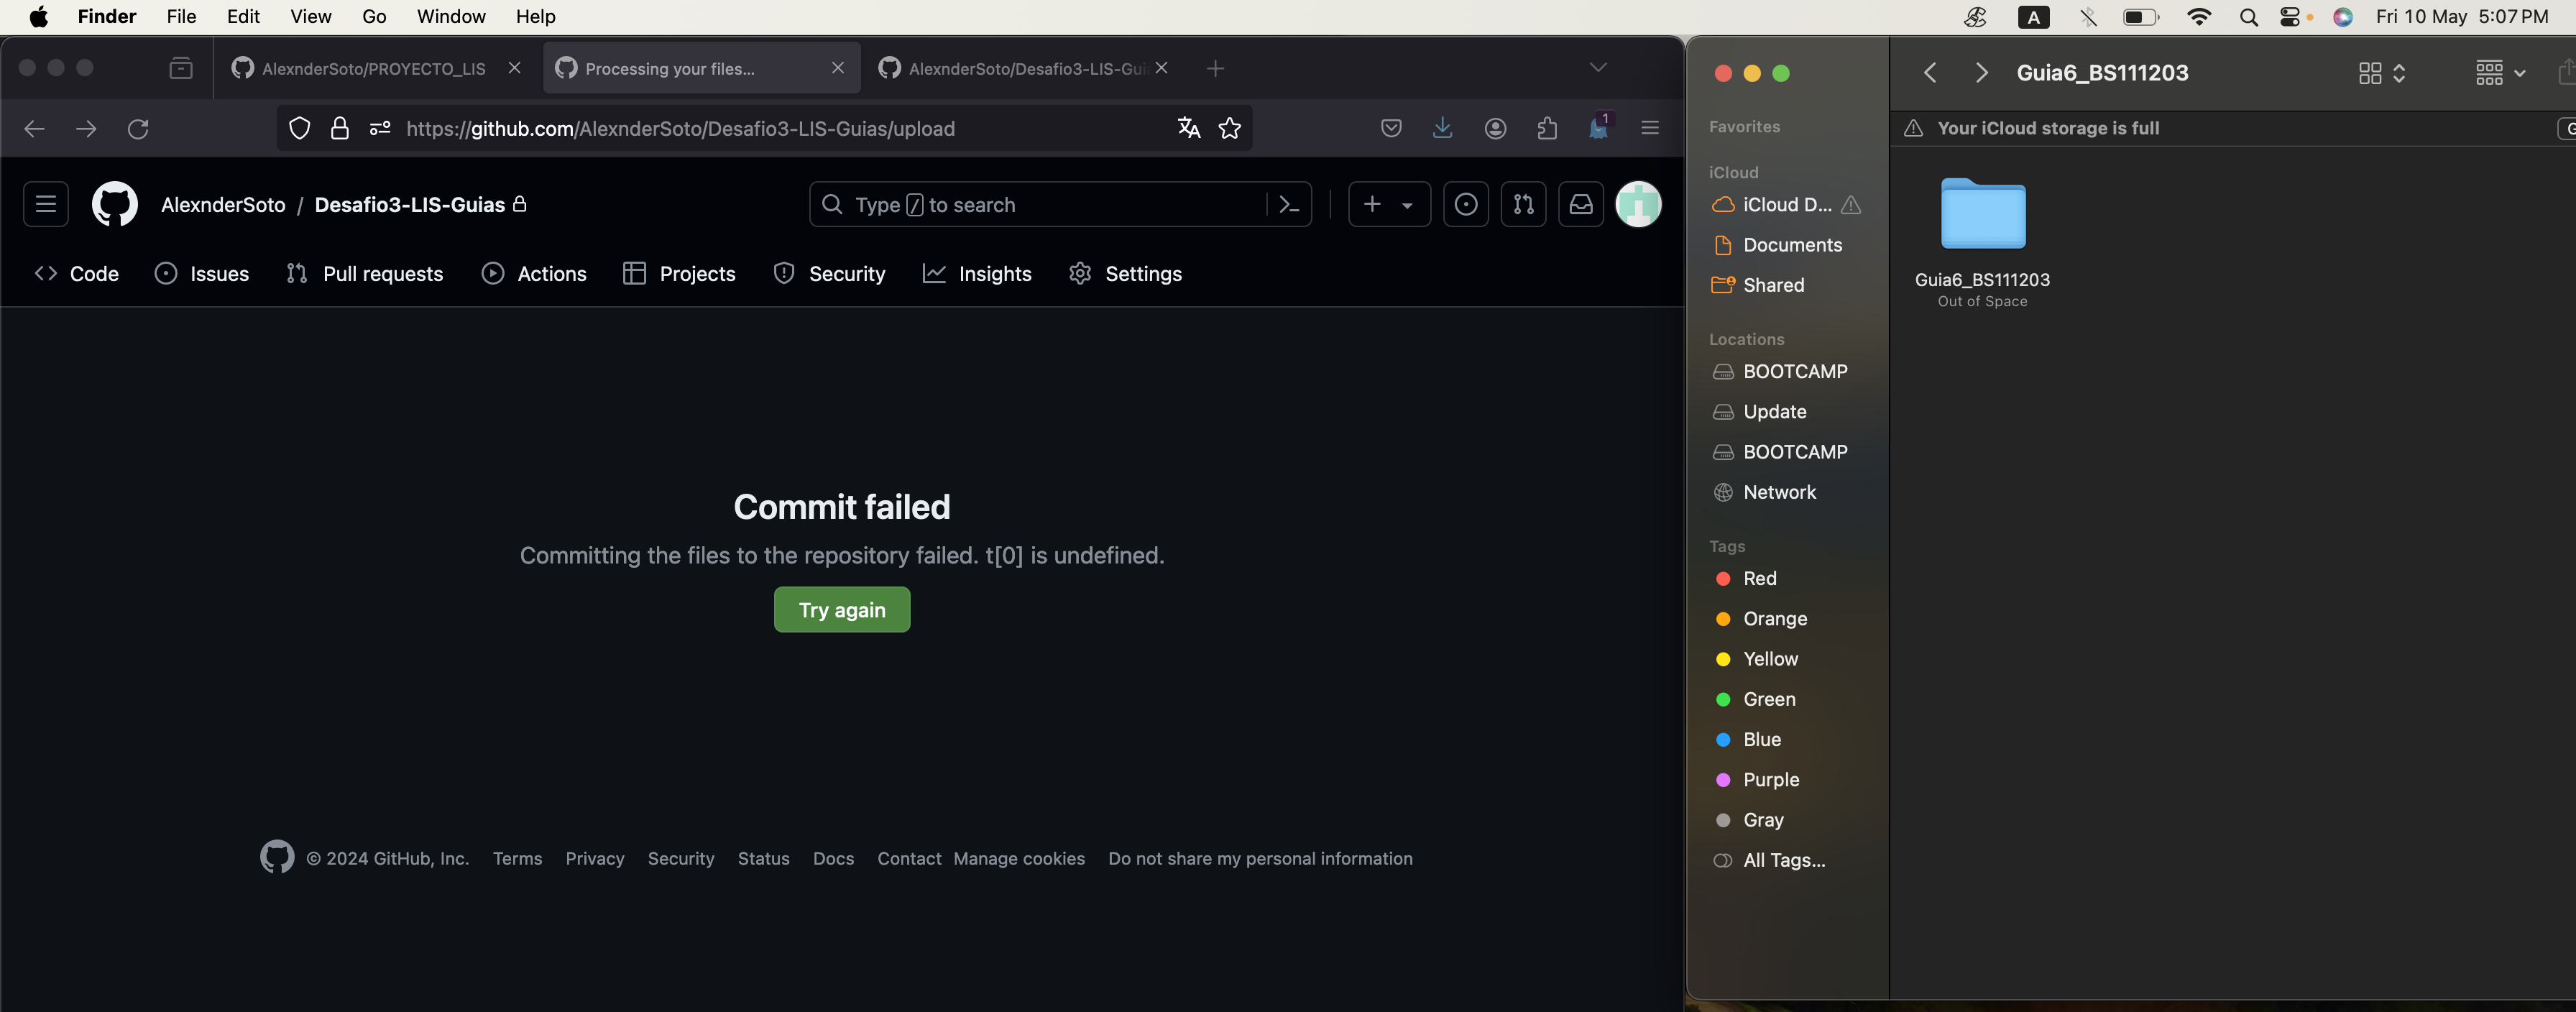 Finder File Edit View Go Window Help
A
Fri 10 May 5:07 PM
AlexnderSoto/PROYECTO_LIS
Processing your files...
AlexnderSoto/Desafio3-LIS-Gui
https://github.com/AlexnderSoto/Desafio3-LIS-Guias/upload
1
AlexnderSoto / Desafio3-LIS-Guias
Type / to search
Code Issues Pull requests Actions Projects Security Insights Settings
Commit failed
Committing the files to the repository failed. t[0] is undefined.
Try again
© 2024 GitHub, Inc. Terms Privacy Security Status Docs Contact Manage cookies Do not share my personal information
Favorites
iCloud
iCloud D...
Documents
Shared
Locations
BOOTCAMP
Update
BOOTCAMP
Network
Tags
Red
Orange
Yellow
Green
Blue
Purple
Gray
All Tags...
Guia6_BS111203
Your iCloud storage is full
Guia6_BS111203
Out of Space